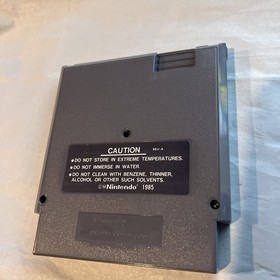 CAUTION REV-A
• DO NOT STORE IN EXTREME TEMPERATURES.
• DO NOT IMMERSE IN WATER.
• DO NOT CLEAN WITH BENZENE, THINNER,
ALCOHOL OR OTHER SUCH SOLVENTS.
©Nintendo® 1985